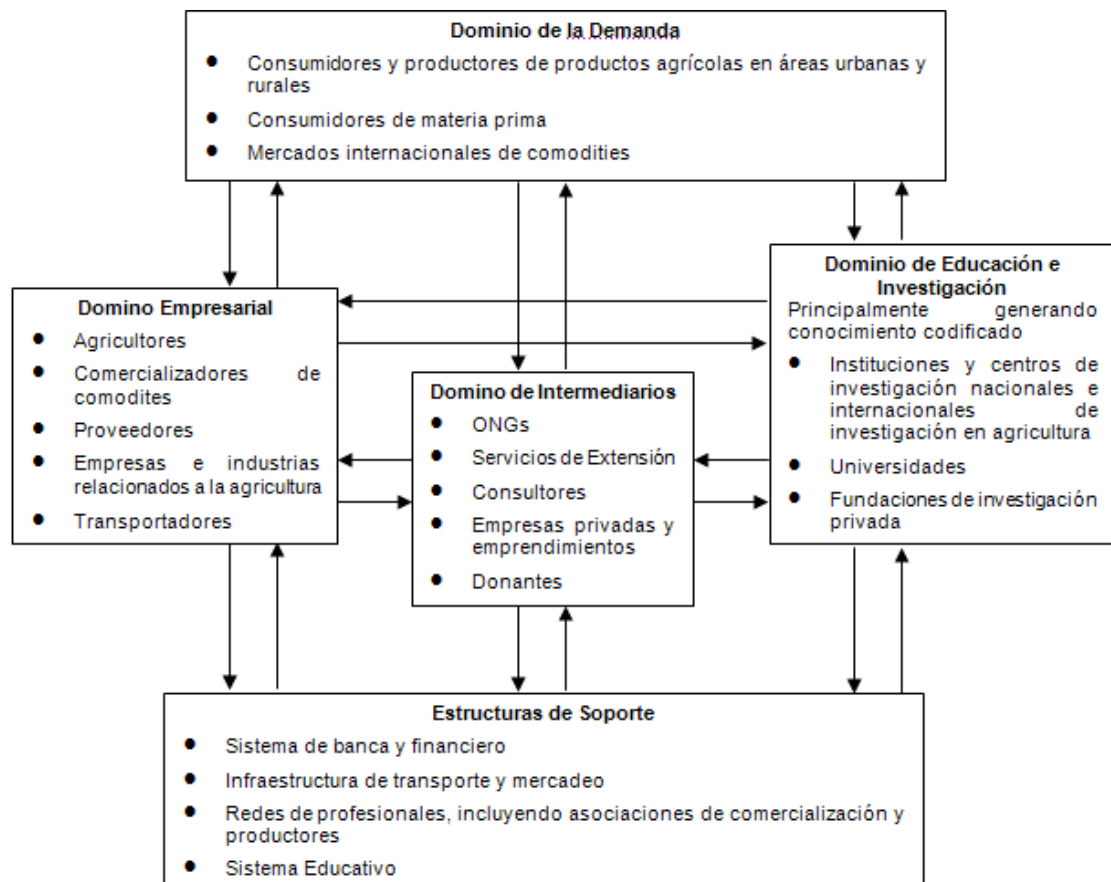 Dominio de la Demanda
● Consumidores y productores de productos agrícolas en áreas urbanas y
rurales
● Consumidores de materia prima
● Mercados internacionales de comodities
Domino Empresarial
● Agricultores
● Comercializadores de
comodites
● Proveedores
● Empresas e industrias
relacionados a la agricultura
● Transportadores
Domino de Intermediarios
● ONGs
● Servicios de Extensión
● Consultores
● Empresas privadas y
emprendimientos
● Donantes
Dominio de Educación e
Investigación
Principalmente generando
conocimiento codificado
● Instituciones y centros de
investigación nacionales e
internacionales de
investigación en agricultura
● Universidades
● Fundaciones de investigación
privada
Estructuras de Soporte
● Sistema de banca y financiero
● Infraestructura de transporte y mercadeo
● Redes de profesionales, incluyendo asociaciones de comercialización y
productores
● Sistema Educativo